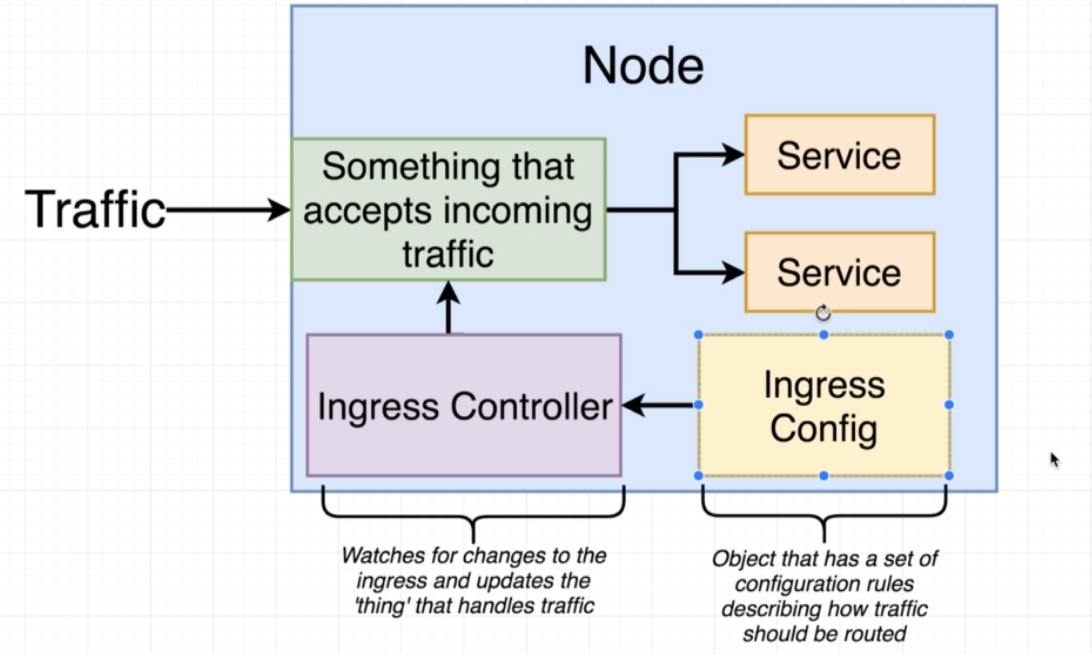 Node
Traffic
Something that
accepts incoming
traffic
Service
Service
Ingress Controller
Ingress
Config
Watches for changes to the
ingress and updates the
'thing' that handles traffic
Object that has a set of
configuration rules
describing how traffic
should be routed